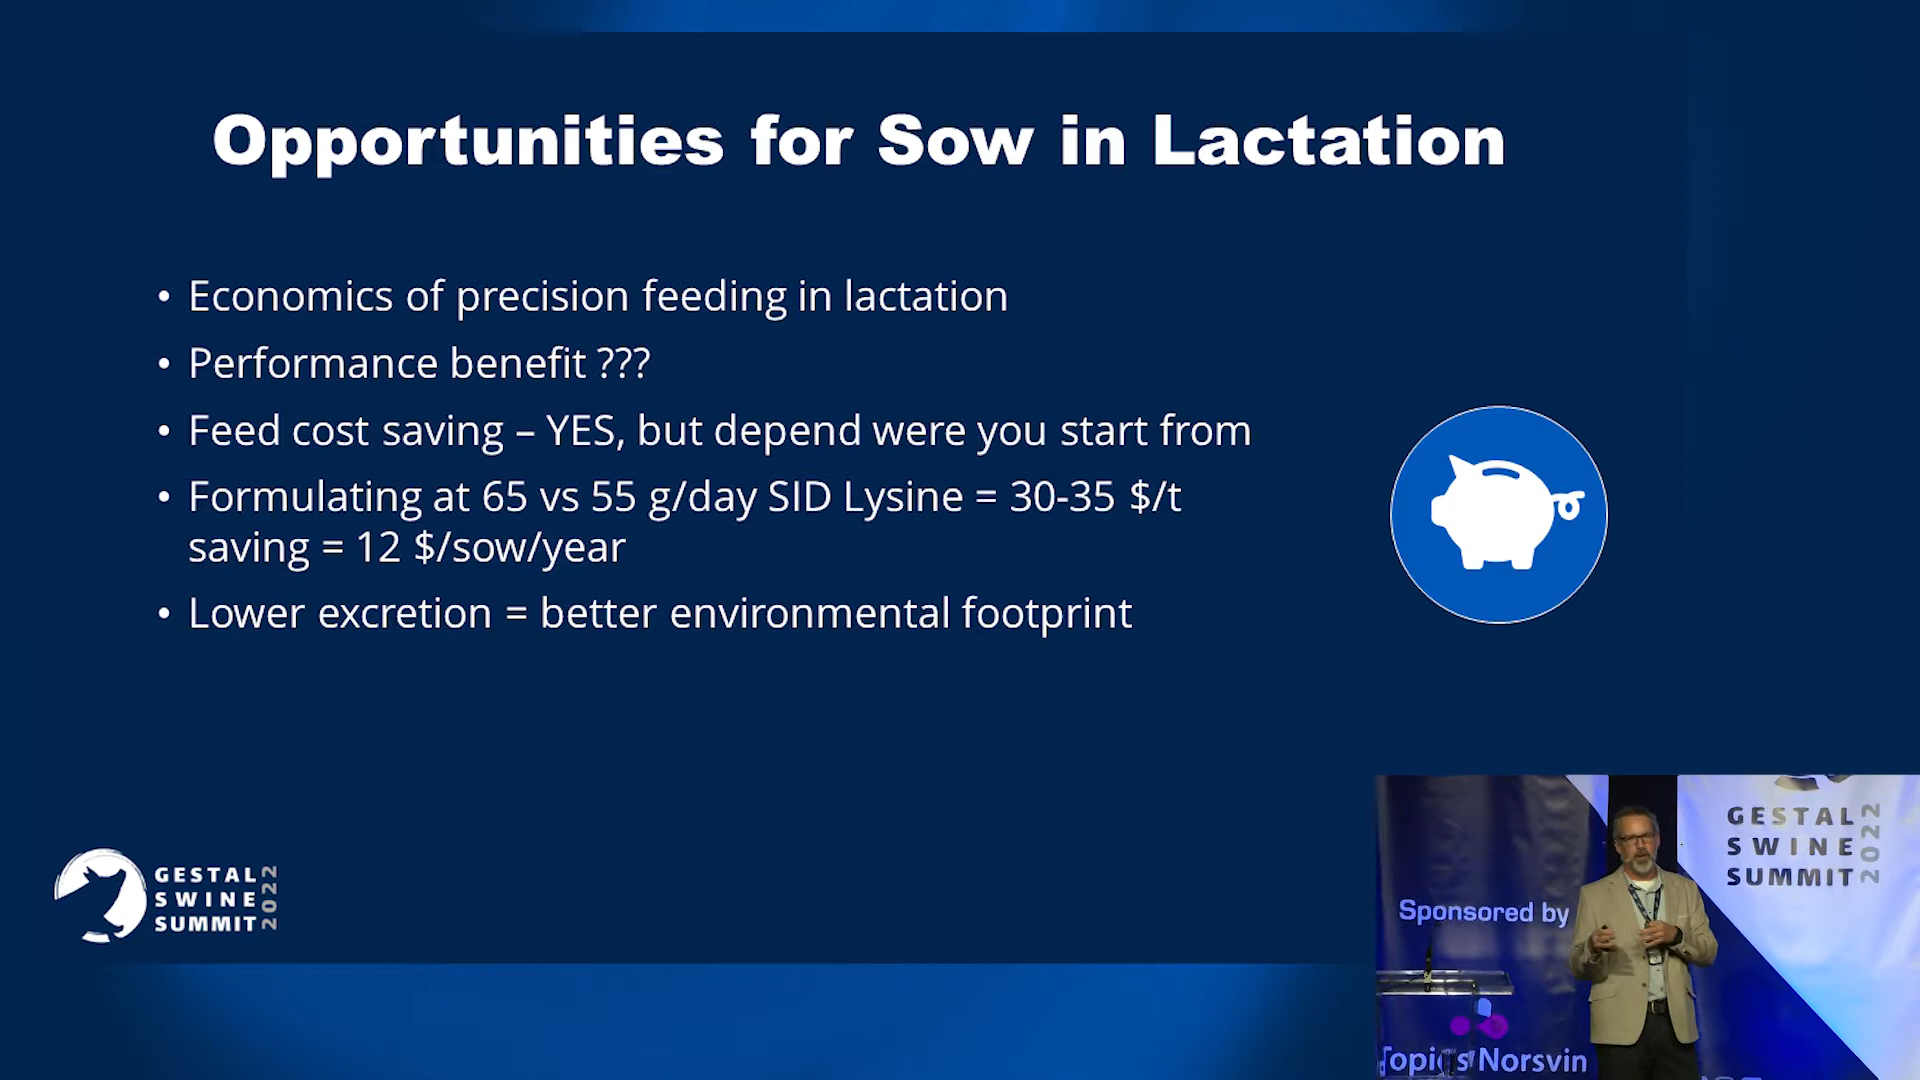 Opportunities for Sow in Lactation
• Economics of precision feeding in lactation
• Performance benefit ???
• Feed cost saving – YES, but depend were you start from
• Formulating at 65 vs 55 g/day SID Lysine = 30-35 $/t
saving = 12 $/sow/year
• Lower excretion = better environmental footprint
GESTAL
SWINE
SUMMIT
2022
GESTAL
SWINE
SUMMIT
2022
Sponsored by
Topigs Norsvin